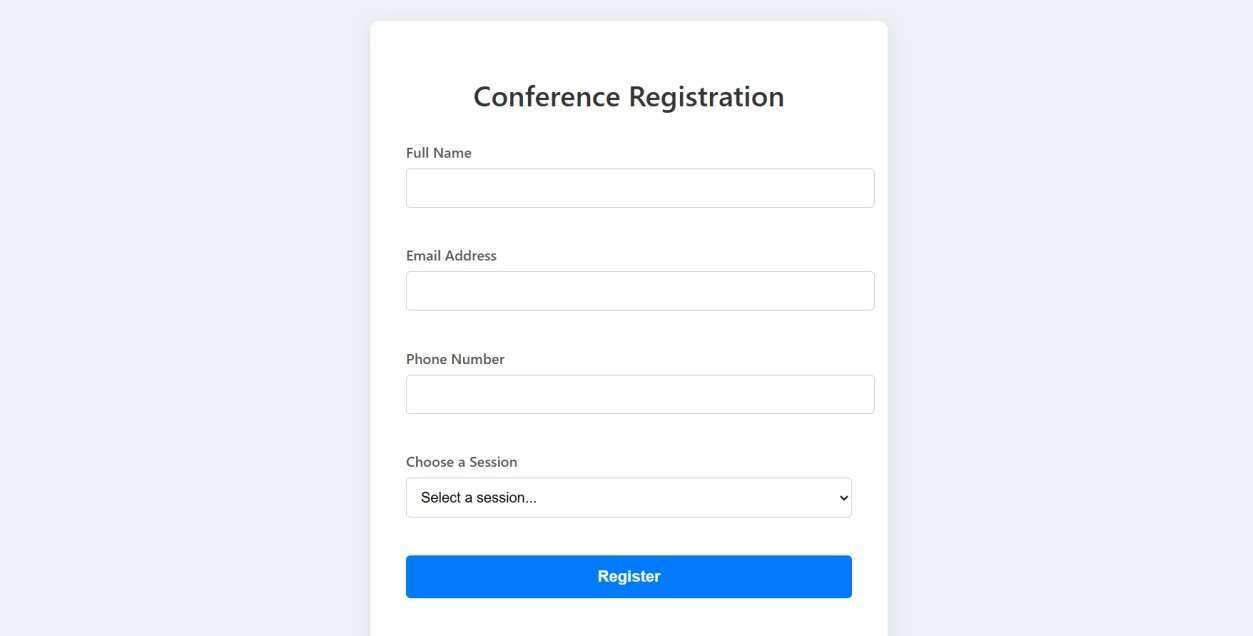 Conference Registration
Full Name
Email Address
Phone Number
Choose a Session
Select a session...
Register